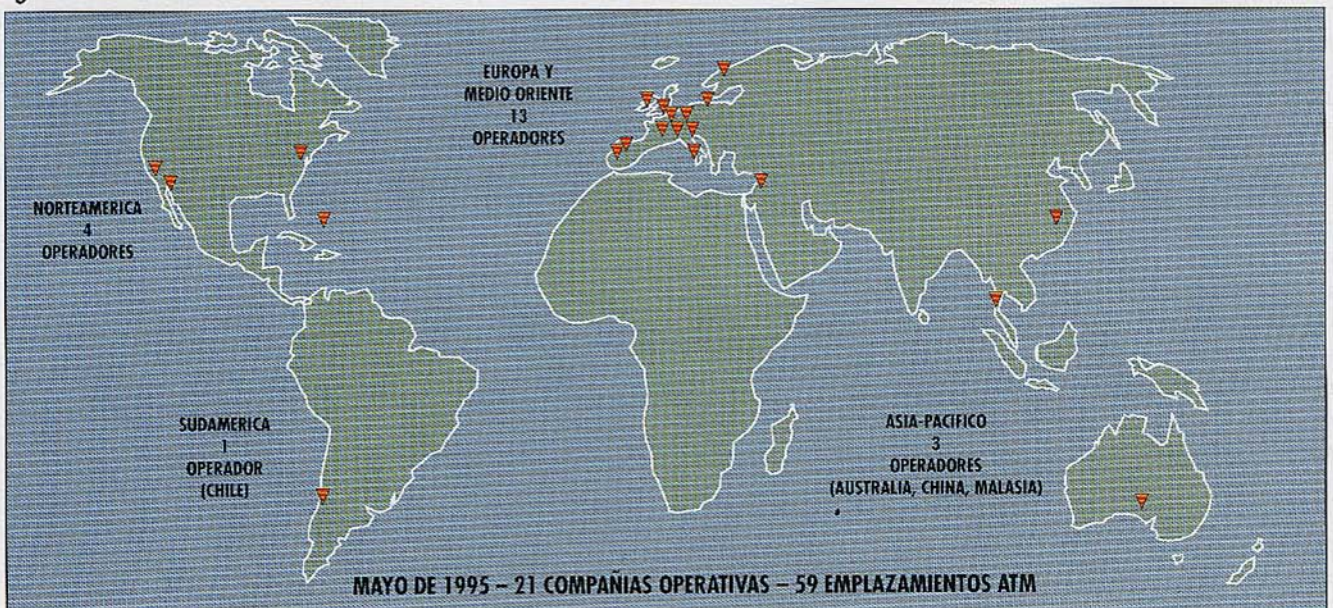 EUROPA Y
MEDIO ORIENTE
13
OPERADORES
NORTEAMERICA
4
OPERADORES
SUDAMERICA
1
OPERADOR
(CHILE)
ASIA-PACIFICO
3
OPERADORES
(AUSTRALIA, CHINA, MALASIA)
MAYO DE 1995 – 21 COMPAÑIAS OPERATIVAS – 59 EMPLAZAMIENTOS ATM